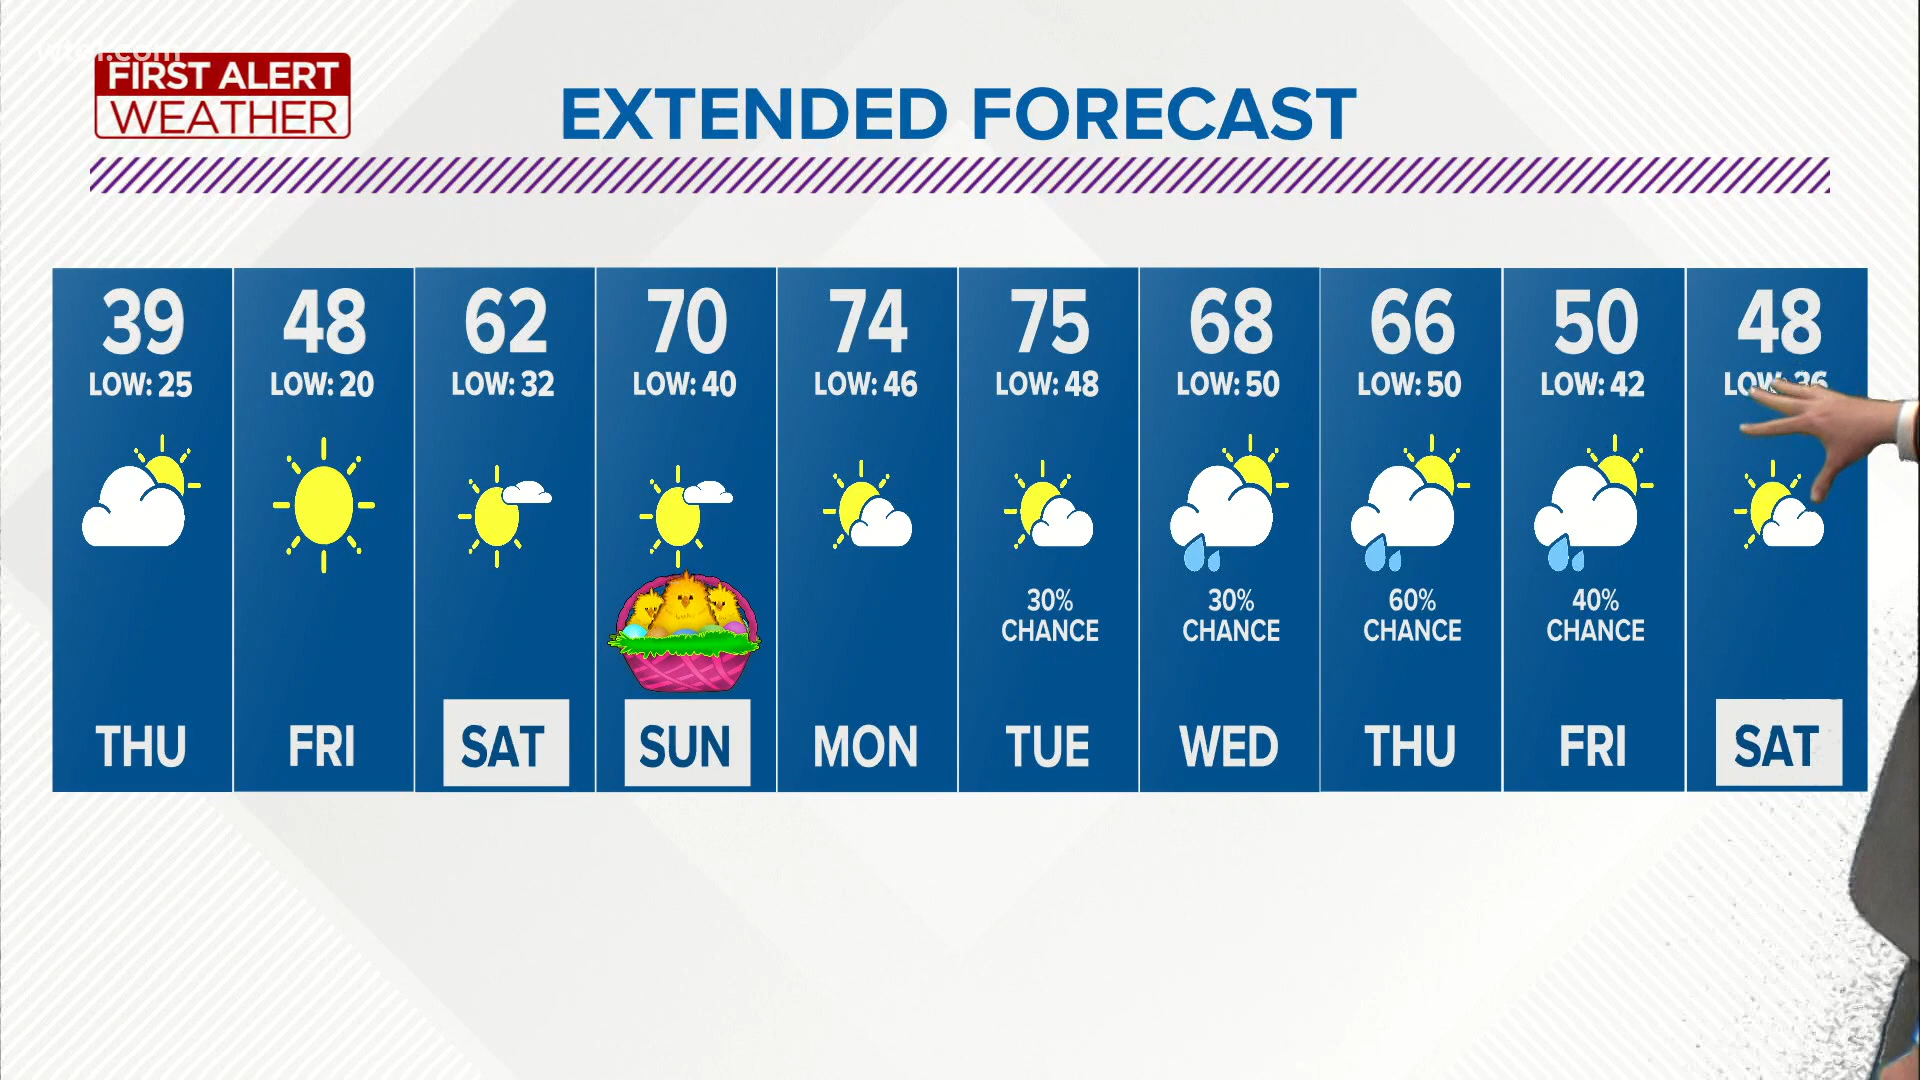 FIRST ALERT
WEATHER
EXTENDED FORECAST
39 48 62 70 74 75 68 66 50 48
LOW: 25 LOW: 20 LOW: 32 LOW: 40 LOW: 46 LOW: 48 LOW: 50 LOW: 50 LOW: 42 LOW: 36
30% 30% 60% 40%
CHANCE CHANCE CHANCE CHANCE
THU FRI SAT SUN MON TUE WED THU FRI SAT